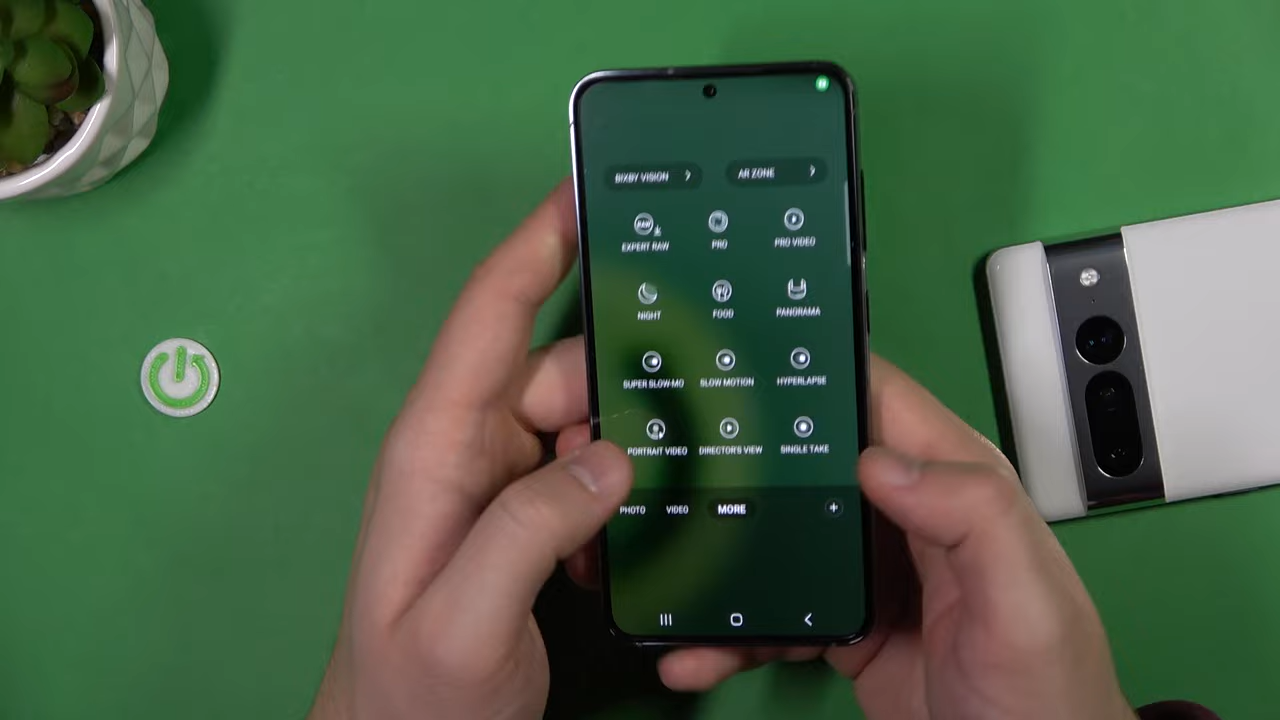 BIXBY VISION AR ZONE
EXPERT RAW PRO PRO VIDEO
NIGHT FOOD PANORAMA
SUPER SLOW-MO SLOW MOTION HYPERLAPSE
PORTRAIT VIDEO DIRECTOR'S VIEW SINGLE TAKE
PHOTO VIDEO MORE